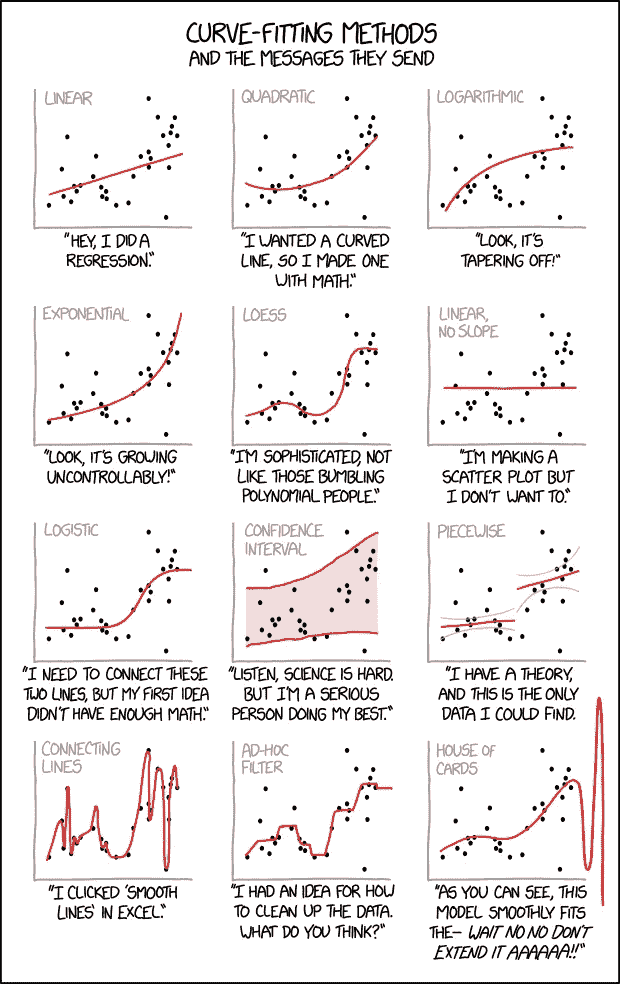 CURVE-FITTING METHODS
AND THE MESSAGES THEY SEND
LINEAR
"HEY, I DID A
REGRESSION."
QUADRATIC
"I WANTED A CURVED
LINE, SO I MADE ONE
WITH MATH."
LOGARITHMIC
"LOOK, IT'S
TAPERING OFF!"
EXPONENTIAL
"LOOK, IT'S GROWING
UNCONTROLLABLY!"
LOESS
"I'M SOPHISTICATED, NOT
LIKE THOSE BUMBLING
POLYNOMIAL PEOPLE."
LINEAR,
NO SLOPE
"I'M MAKING A
SCATTER PLOT BUT
I DON'T WANT TO."
LOGISTIC
"I NEED TO CONNECT THESE
TWO LINES, BUT MY FIRST IDEA
DIDN'T HAVE ENOUGH MATH."
CONFIDENCE
INTERVAL
"LISTEN, SCIENCE IS HARD.
BUT I'M A SERIOUS
PERSON DOING MY BEST."
PIECEWISE
"I HAVE A THEORY,
AND THIS IS THE ONLY
DATA I COULD FIND.
CONNECTING
LINES
"I CLICKED 'SMOOTH
LINES' IN EXCEL."
AD-HOC
FILTER
"I HAD AN IDEA FOR HOW
TO CLEAN UP THE DATA.
WHAT DO YOU THINK?"
HOUSE OF
CARDS
"AS YOU CAN SEE, THIS
MODEL SMOOTHLY FITS
THE- WAIT NO NO DON'T
EXTEND IT AAAAAA!!"